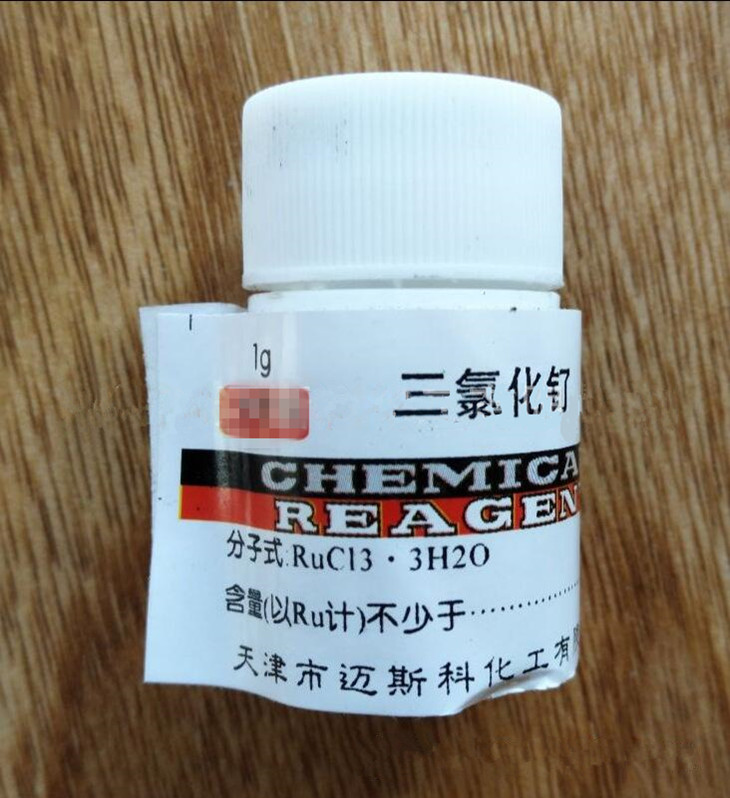 1g
三氯化钌
CHEMICA
REAGEN
分子式:RuCl3·3H2O
含量(以Ru计)不少于…………
天津市迈斯科化工有